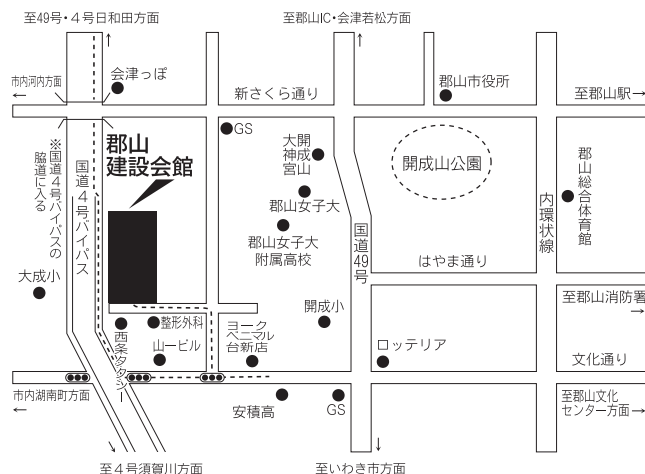 至49号・4号日和田方面
至郡山IC・会津若松方面
市内河内方面
←
会津っぽ
新さくら通り
郡山市役所
至郡山駅→
GS
郡山
建設会館
大神宮
開成山
開成山公園
郡山総合体育館
※国道4号バイパスの
脇道に入る
国道4号バイパス
郡山女子大
郡山女子大
附属高校
国道49号
内環状線
はやま通り
大成小
至郡山消防署
→
整形外科
開成小
西条タクシー
山一ビル
ヨーク
ベニマル
台新店
ロッテリア
文化通り
市内湖南町方面
←
安積高
GS
至郡山文化
センター方面→
至4号須賀川方面
至いわき市方面